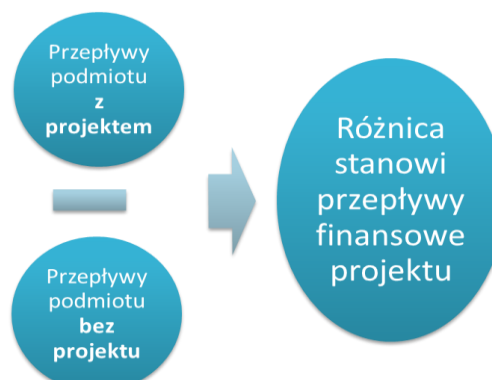 Przepływy
podmiotu
z
projektem
Przepływy
podmiotu
bez
projektu
Różnica
stanowi
przepływy
finansowe
projektu